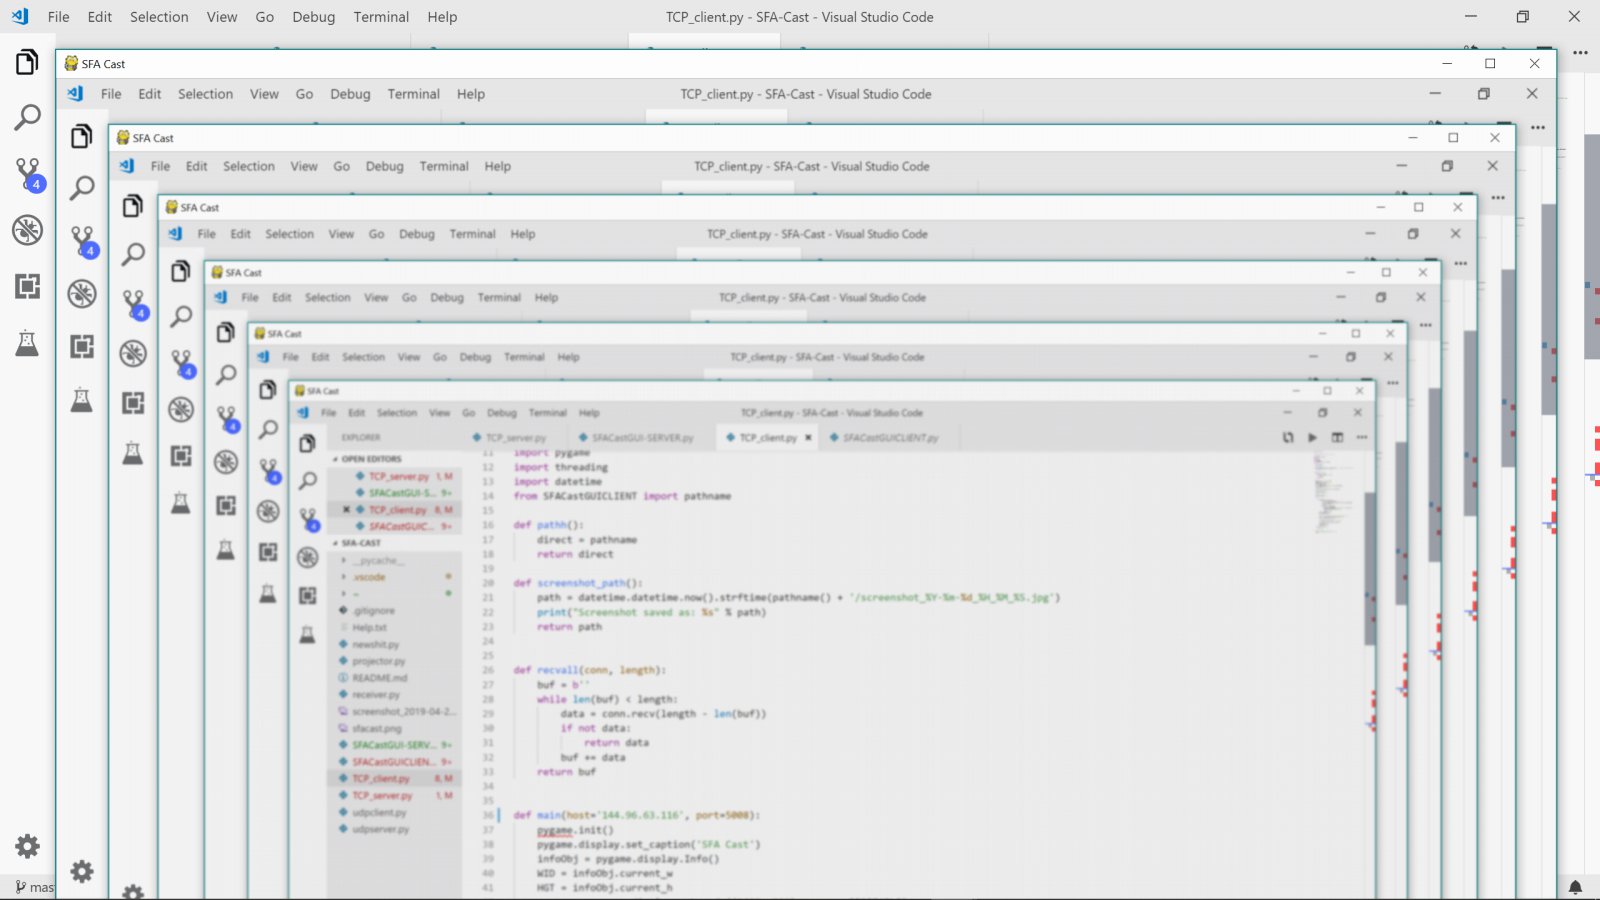 File Edit Selection View Go Debug Terminal Help TCP_client.py - SFA-Cast - Visual Studio Code
SFA Cast
File Edit Selection View Go Debug Terminal Help TCP_client.py - SFA-Cast - Visual Studio Code
SFA Cast
File Edit Selection View Go Debug Terminal Help TCP_client.py - SFA-Cast - Visual Studio Code
4
SFA Cast
File Edit Selection View Go Debug Terminal Help TCP_client.py - SFA-Cast - Visual Studio Code
4
SFA Cast
File Edit Selection View Go Debug Terminal Help TCP_client.py - SFA-Cast - Visual Studio Code
4
SFA Cast
File Edit Selection View Go Debug Terminal Help TCP_client.py - SFA-Cast - Visual Studio Code
4
SFA Cast
File Edit Selection View Go Debug Terminal Help TCP_client.py - SFA-Cast - Visual Studio Code
4
4
4
EXPLORER
OPEN EDITORS
TCP_server.py 1, M
SFACastGUI-S... 9+
TCP_client.py 8, M
SFACastGUIC... 9+
SFA-CAST
__pycache__
.vscode
.gitignore
Help.txt
newshit.py
projector.py
README.md
receiver.py
screenshot_2019-04-2...
sfacast.png
SFACastGUI-SERV... 9+
SFACastGUICLIEN... 9+
TCP_client.py 8, M
TCP_server.py 1, M
udpclient.py
udpserver.py
TCP_server.py SFACastGUI-SERVER.py TCP_client.py SFACastGUICLIENT.py
11 import pygame
12 import threading
13 import datetime
14 from SFACastGUICLIENT import pathname
15
16 def pathh():
17 direct = pathname
18 return direct
19
20 def screenshot_path():
21 path = datetime.datetime.now().strftime(pathname() + '/screenshot_%Y-%m-%d_%H_%M_%S.jpg')
22 print("Screenshot saved as: %s" % path)
23 return path
24
25
26 def recvall(conn, length):
27 buf = b''
28 while len(buf) < length:
29 data = conn.recv(length - len(buf))
30 if not data:
31 return data
32 buf += data
33 return buf
34
35
36 def main(host='144.96.63.116', port=5008):
37 pygame.init()
38 pygame.display.set_caption('SFA Cast')
39 infoObj = pygame.display.Info()
40 WID = infoObj.current_w
41 HGT = infoObj.current_h
mas